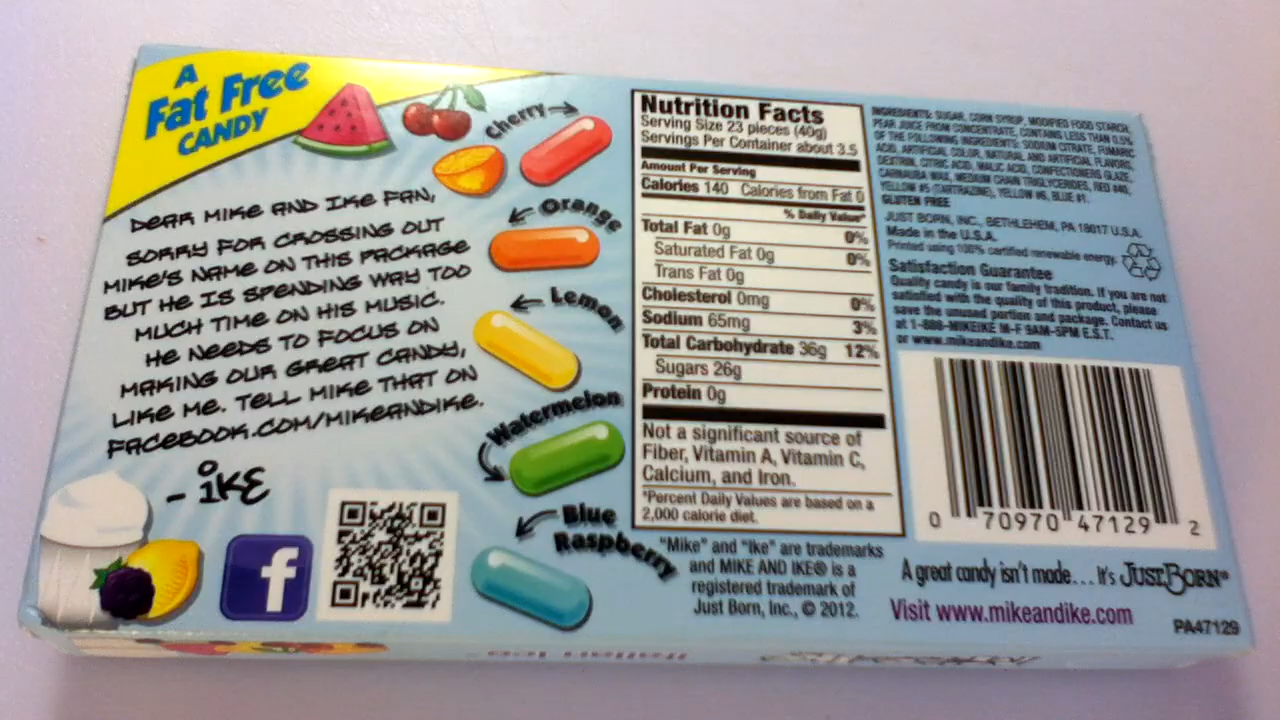 A
Fat Free
CANDY
DEAR MIKE AND IKE FAN,
SORRY FOR CROSSING OUT
MIKE'S NAME ON THIS PACKAGE
BUT HE IS SPENDING WAY TOO
MUCH TIME ON HIS MUSIC.
HE NEEDS TO FOCUS ON
MAKING OUR GREAT CANDY,
LIKE ME. TELL MIKE THAT ON
FACEBOOK.COM/MIKEANDIKE.
- iKE
f
Cherry
Orange
Lemon
Watermelon
Blue
Raspberry
Nutrition Facts
Serving Size 23 pieces (40g)
Servings Per Container about 3.5
Amount Per Serving
Calories 140 Calories from Fat 0
% Daily Value*
Total Fat 0g 0%
Saturated Fat 0g 0%
Trans Fat 0g
Cholesterol 0mg 0%
Sodium 65mg 3%
Total Carbohydrate 36g 12%
Sugars 26g
Protein 0g
Not a significant source of
Fiber, Vitamin A, Vitamin C,
Calcium, and Iron.
*Percent Daily Values are based on a
2,000 calorie diet.
"Mike" and "Ike" are trademarks
and MIKE AND IKE® is a
registered trademark of
Just Born, Inc., © 2012.
INGREDIENTS: SUGAR, CORN SYRUP, MODIFIED FOOD STARCH,
PEAR JUICE FROM CONCENTRATE, CONTAINS LESS THAN 0.5%
OF THE FOLLOWING INGREDIENTS: SODIUM CITRATE, FUMARIC
ACID, ARTIFICIAL COLOR, NATURAL AND ARTIFICIAL FLAVORS,
DEXTRIN, CITRIC ACID, MALIC ACID, CONFECTIONERS GLAZE,
CARNAUBA WAX, MEDIUM CHAIN TRIGLYCERIDES, RED #40,
YELLOW #5 (TARTRAZINE), YELLOW #6, BLUE #1.
GLUTEN FREE
JUST BORN, INC., BETHLEHEM, PA 18017 U.S.A.
Made in the U.S.A.
Printed using 100% certified renewable energy.
Satisfaction Guarantee
Quality candy is our family tradition. If you are not
satisfied with the quality of this product, please
save the unused portion and package. Contact us
at 1-888-MIKEIKE M-F 9AM-5PM E.S.T.
or www.mikeandike.com
0 70970 47129 2
A great candy isn't made... It's JUST BORN®
Visit www.mikeandike.com
PA47129